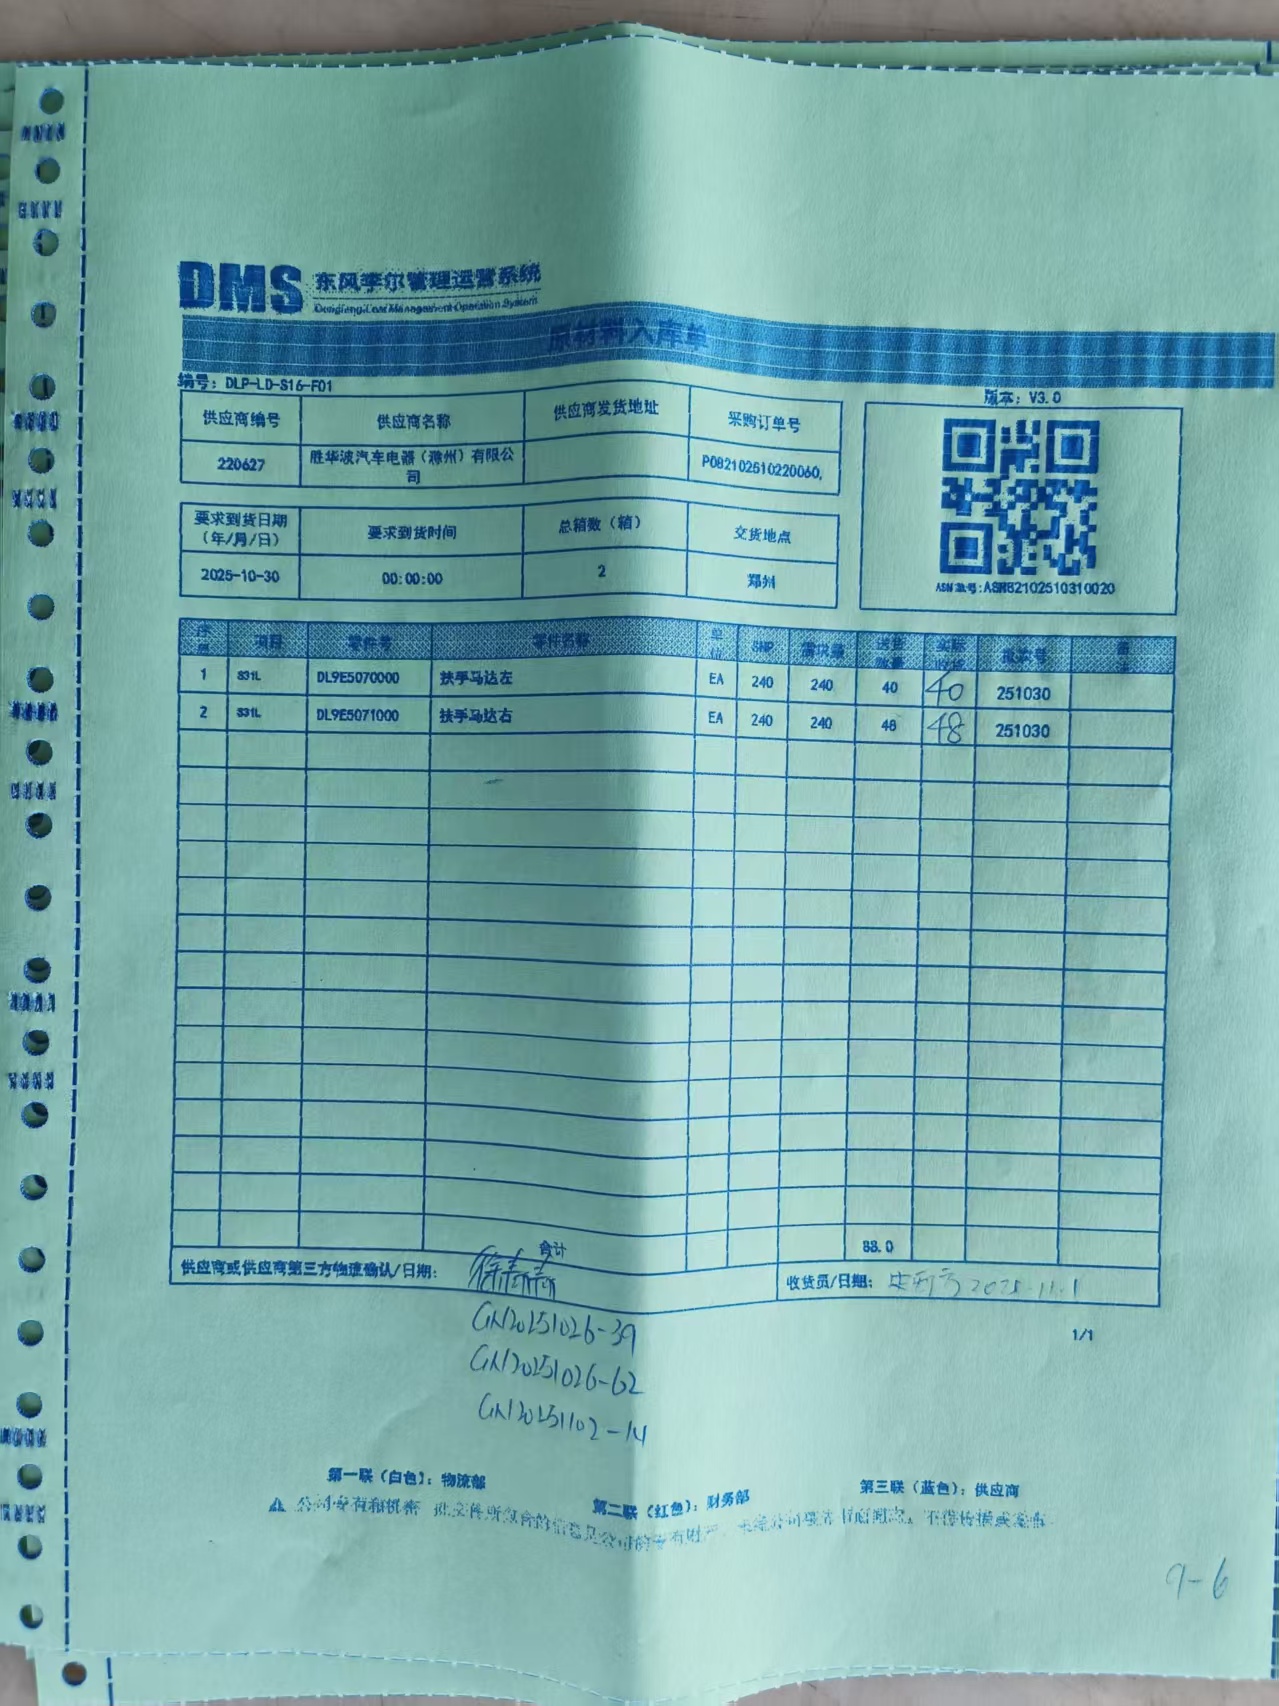 DMS 东风李尔管理运营系统
Dongfeng Lear Management Operation System
原材料入库单
编号：DLP-LD-S16-F01
版本：V3.0
供应商编号 供应商名称 供应商发货地址 采购订单号
220627 胜华波汽车电器（滁州）有限公司 PO82102510220060,
要求到货日期（年/月/日） 要求到货时间 总箱数（箱） 交货地点
2025-10-30 00:00:00 2 郑州
ASN 单号:ASN82102510310020
序号 项目 零件号 零件名称 单位 SNP 需求量 送货数量 实际收货 批次号 备注
1 S31L DL9E5070000 扶手马达左 EA 240 240 40 40 251030
2 S31L DL9E5071000 扶手马达右 EA 240 240 48 48 251030
合计 88.0
供应商或供应商第三方物流确认/日期：
收货员/日期： 2025.11.1
GN20251026-39
GN20251026-62
GN20251102-14
1/1
第一联（白色）：物流部 第二联（红色）：财务部 第三联（蓝色）：供应商
公司专有和机密
9-6